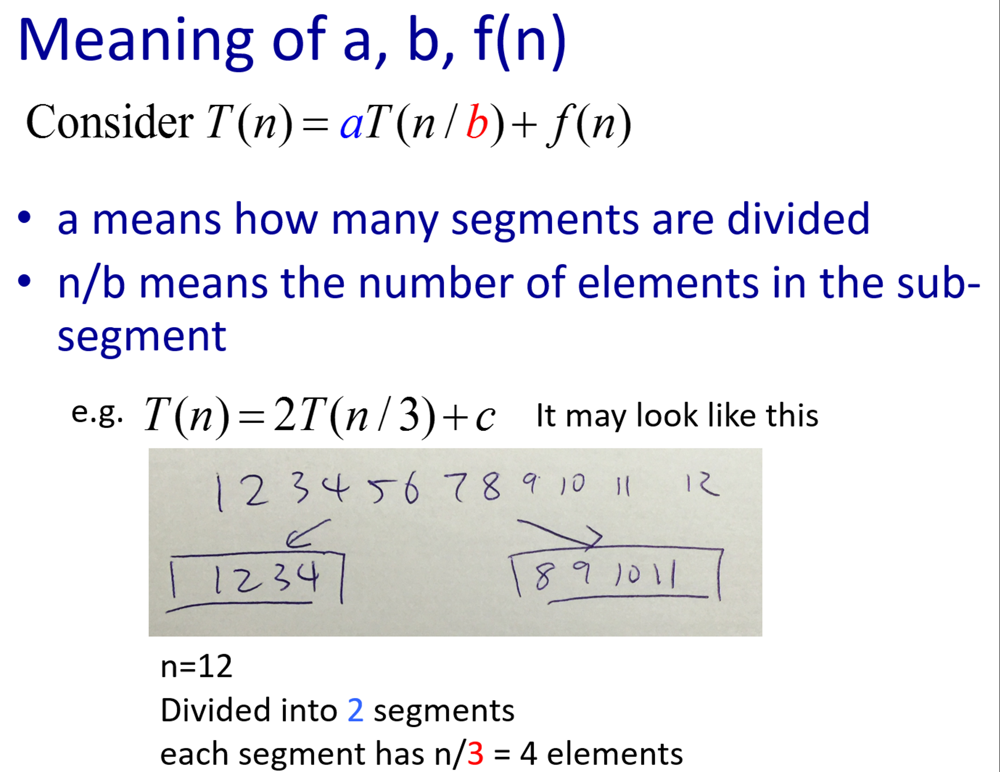 Meaning of a, b, f(n)
Consider T(n) = aT(n / b) + f(n)
• a means how many segments are divided
• n/b means the number of elements in the sub-
segment
e.g. T(n) = 2T(n / 3) + c It may look like this
1 2 3 4 5 6 7 8 9 10 11 12
1 2 3 4 8 9 10 11
n=12
Divided into 2 segments
each segment has n/3 = 4 elements